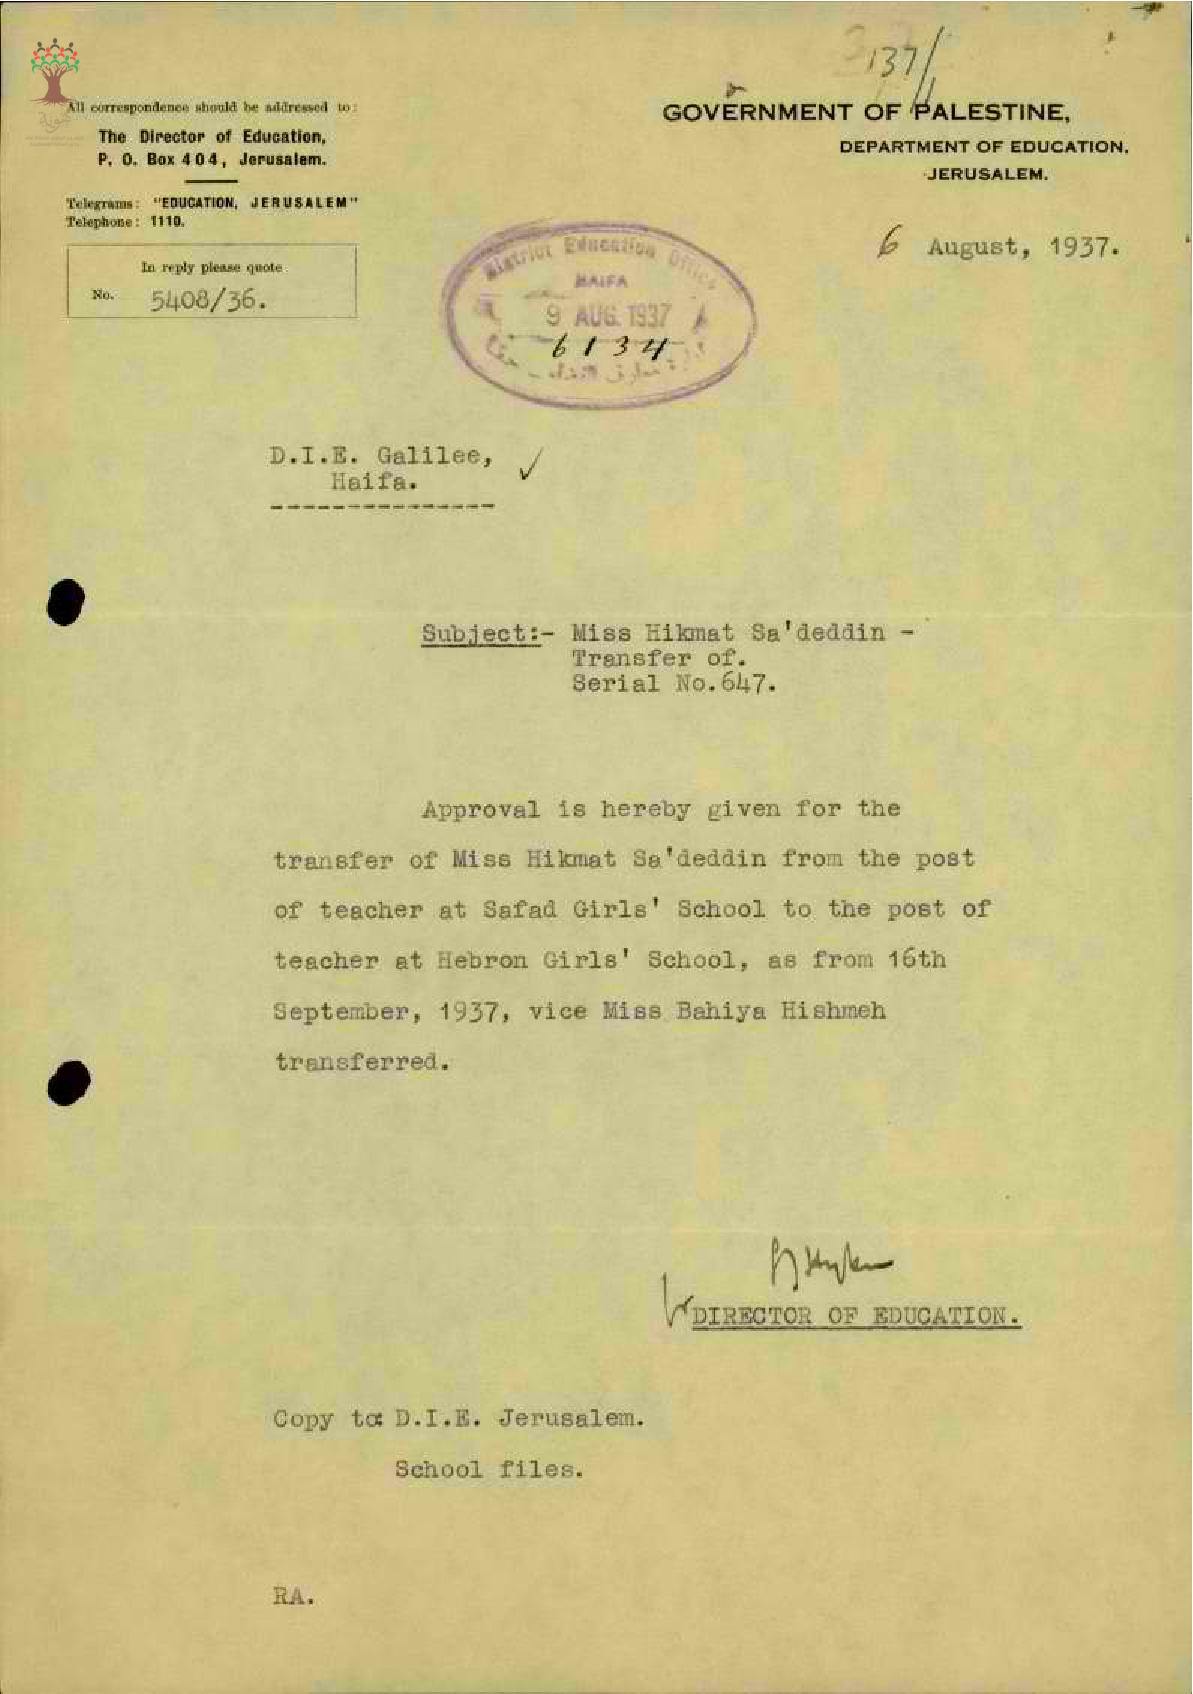 137/
All correspondence should be addressed to:
The Director of Education,
P. O. Box 404, Jerusalem.
Telegrams: "EDUCATION, JERUSALEM"
Telephone: 1110.
In reply please quote
No. 5408/36.
GOVERNMENT OF PALESTINE,
DEPARTMENT OF EDUCATION,
JERUSALEM.
6 August, 1937.
District Education Office
HAIFA
9 AUG. 1937
6134
D.I.E. Galilee,
Haifa.
Subject:- Miss Hikmat Sa'deddin -
Transfer of.
Serial No.647.
Approval is hereby given for the
transfer of Miss Hikmat Sa'deddin from the post
of teacher at Safad Girls' School to the post of
teacher at Hebron Girls' School, as from 16th
September, 1937, vice Miss Bahiya Hishmeh
transferred.
DIRECTOR OF EDUCATION.
Copy to: D.I.E. Jerusalem.
School files.
RA.